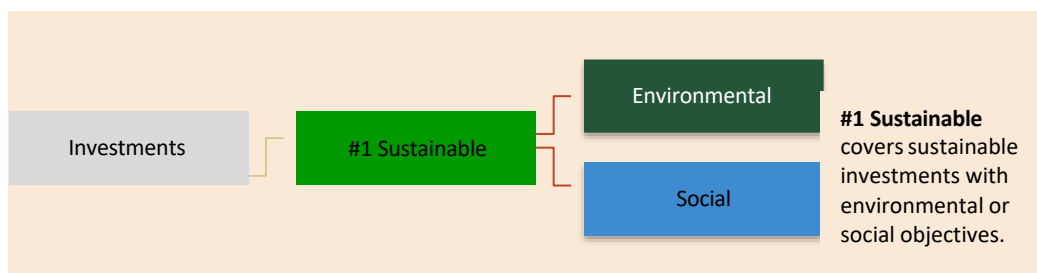 Investments
#1 Sustainable
Environmental
Social
#1 Sustainable
covers sustainable
investments with
environmental or
social objectives.